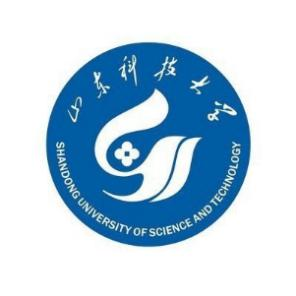 山东科技大学
SHANDONG UNIVERSITY OF SCIENCE AND TECHNOLOGY